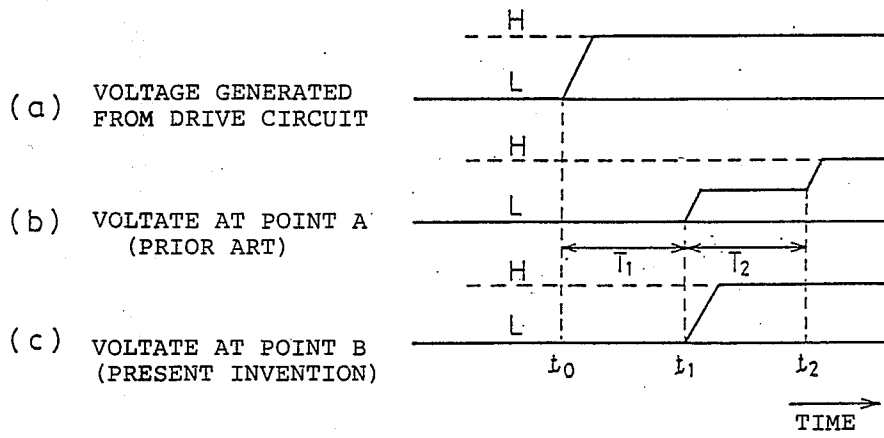 H
L
(a) VOLTAGE GENERATED
FROM DRIVE CIRCUIT
H
L
(b) VOLTATE AT POINT A
(PRIOR ART)
T1 T2
H
L
(c) VOLTATE AT POINT B
(PRESENT INVENTION)
t0 t1 t2
TIME